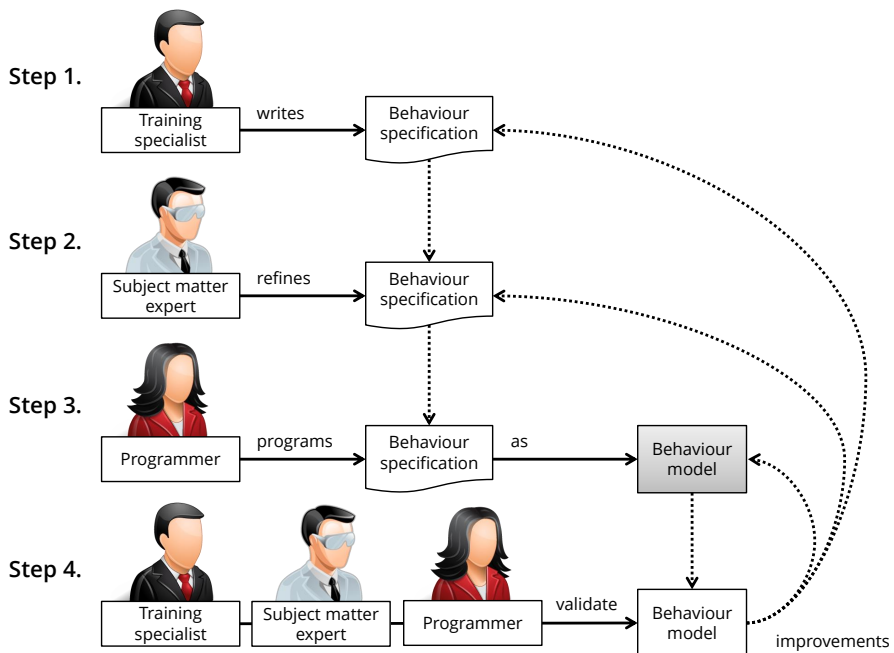 Step 1.
Training
specialist
writes
Behaviour
specification
Step 2.
Subject matter
expert
refines
Behaviour
specification
Step 3.
Programmer
programs
Behaviour
specification
as
Behaviour
model
Step 4.
Training
specialist
Subject matter
expert
Programmer
validate
Behaviour
model
improvements